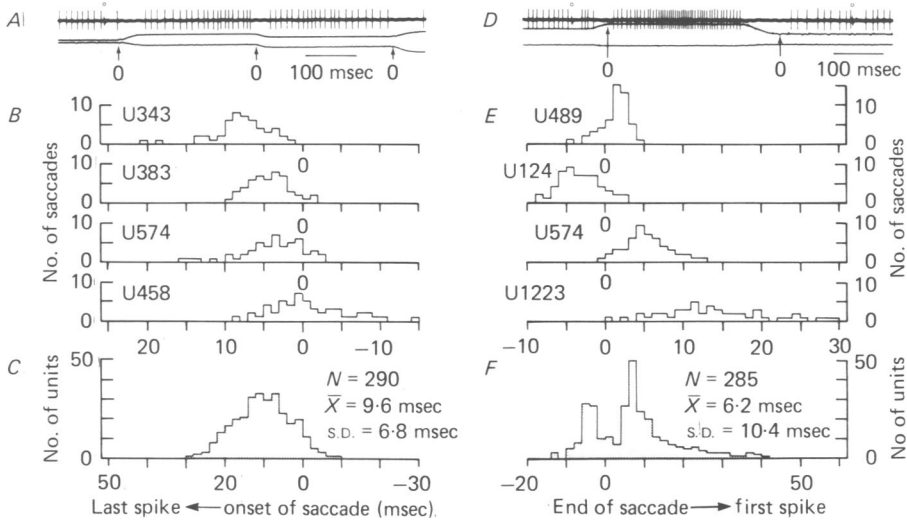 A
0 0 100 msec 0
B
No. of saccades
U343
10
0
0
U383
10
0
0
U574
10
0
0
U458
10
0
20 10 0 -10
C
No. of units
50
0
N = 290
X̅ = 9·6 msec
S.D. = 6·8 msec
50 20 0 -30
Last spike ← onset of saccade (msec).
D
0 0 100 msec
E
No. of saccades
U489
10
0
0
U124
10
0
0
U574
10
0
0
U1223
10
0
−10 0 10 20 30
F
No of units
50
0
N = 285
X̅ = 6·2 msec
S.D. = 10·4 msec
−20 0 50
End of saccade → first spike